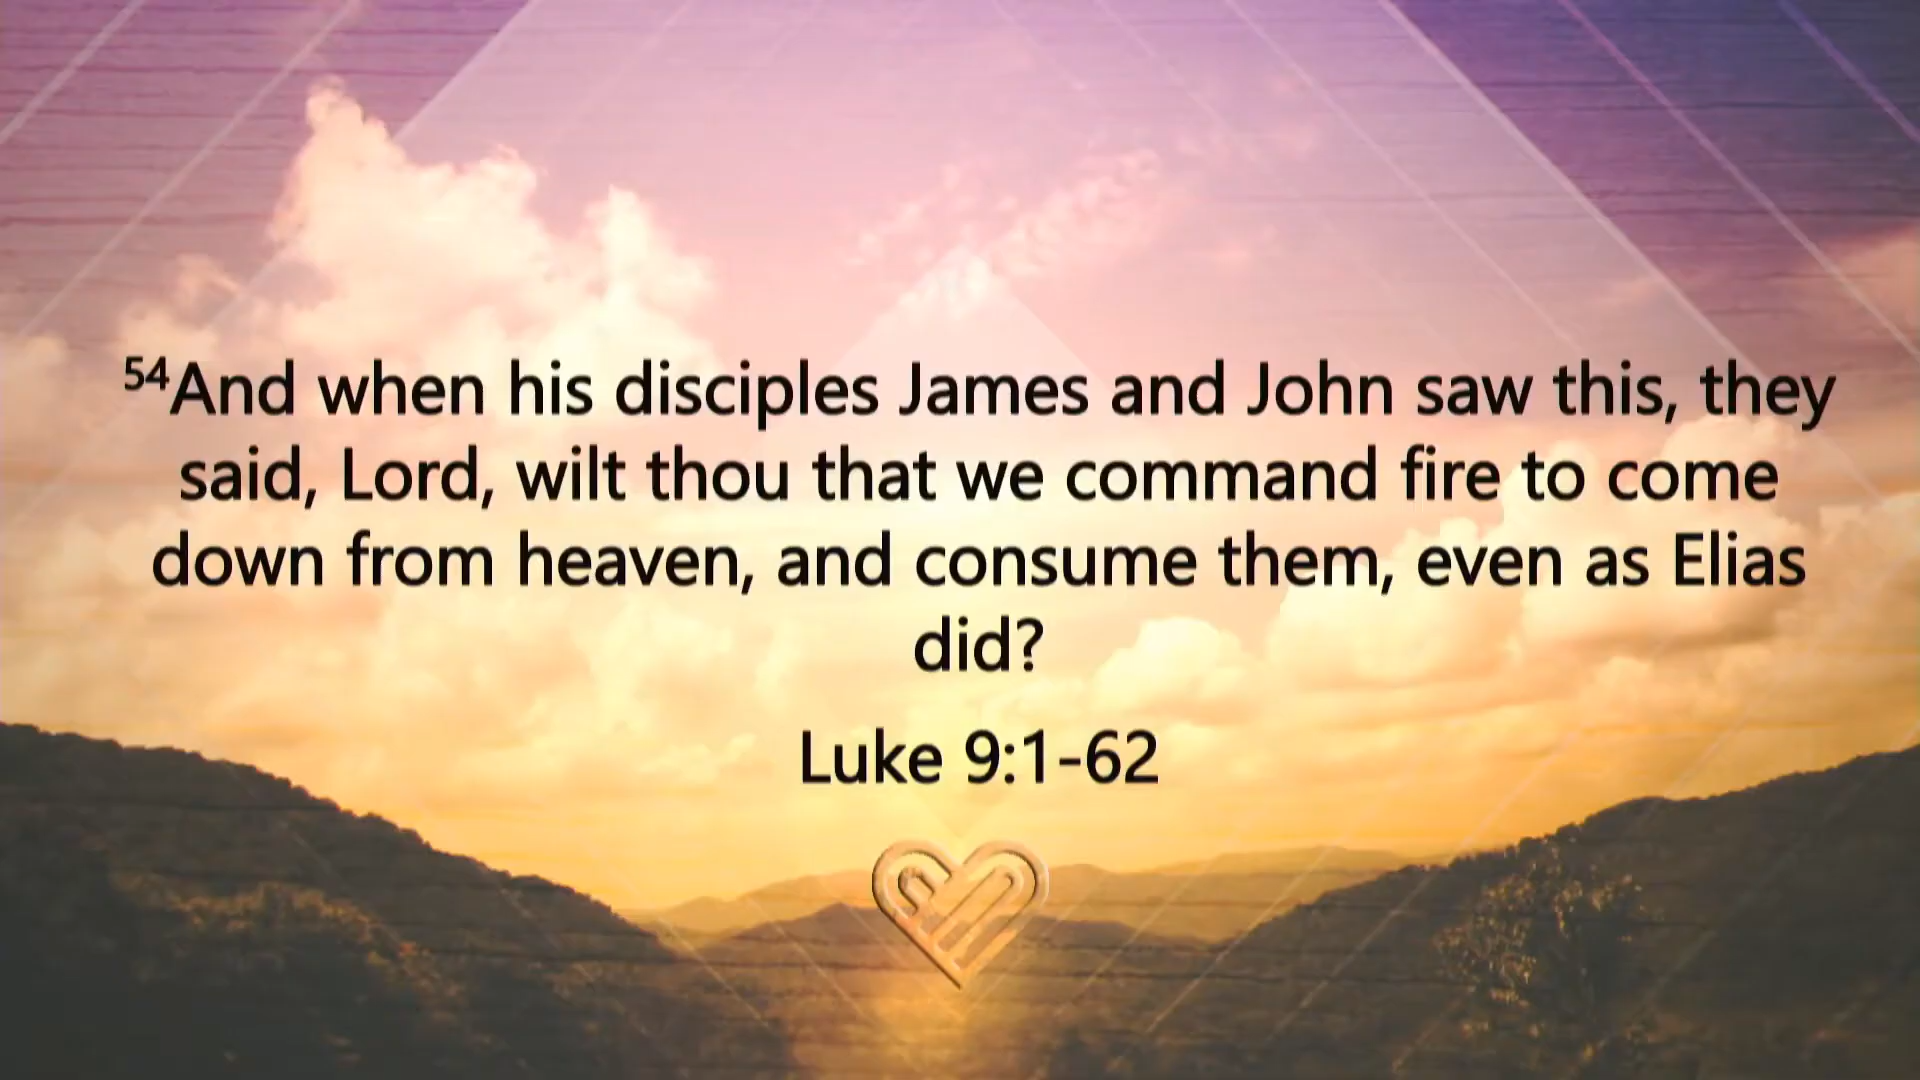 ⁵⁴And when his disciples James and John saw this, they
said, Lord, wilt thou that we command fire to come
down from heaven, and consume them, even as Elias
did?
Luke 9:1-62